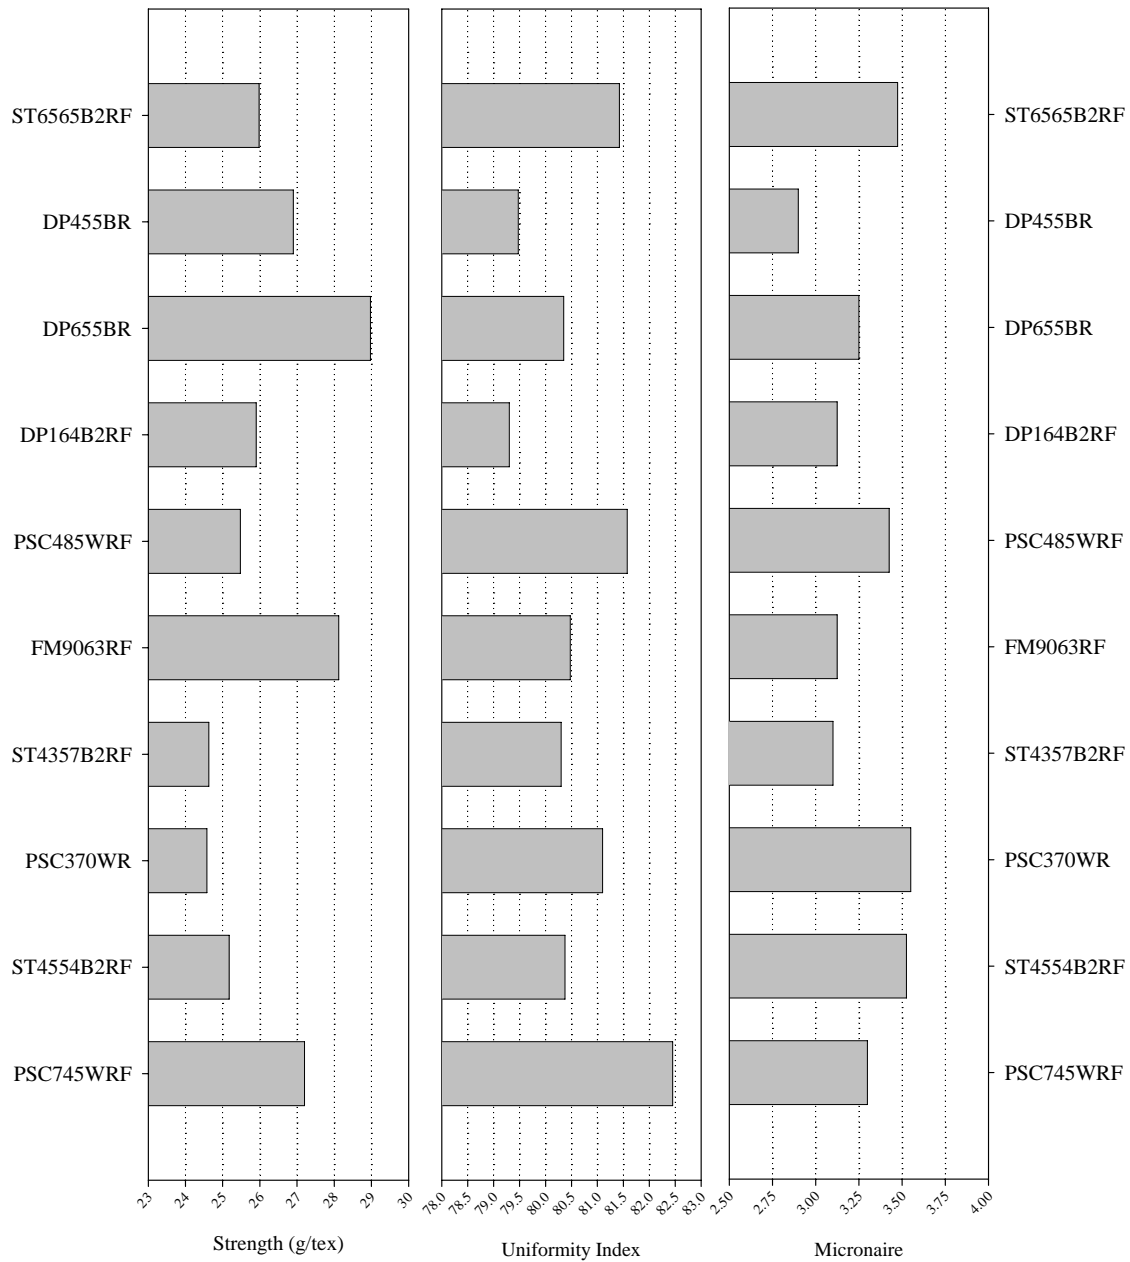 ST6565B2RF
DP455BR
DP655BR
DP164B2RF
PSC485WRF
FM9063RF
ST4357B2RF
PSC370WR
ST4554B2RF
PSC745WRF
23 24 25 26 27 28 29 30
Strength (g/tex)
78.0 78.5 79.0 79.5 80.0 80.5 81.0 81.5 82.0 82.5 83.0
Uniformity Index
2.50 2.75 3.00 3.25 3.50 3.75 4.00
Micronaire
ST6565B2RF
DP455BR
DP655BR
DP164B2RF
PSC485WRF
FM9063RF
ST4357B2RF
PSC370WR
ST4554B2RF
PSC745WRF